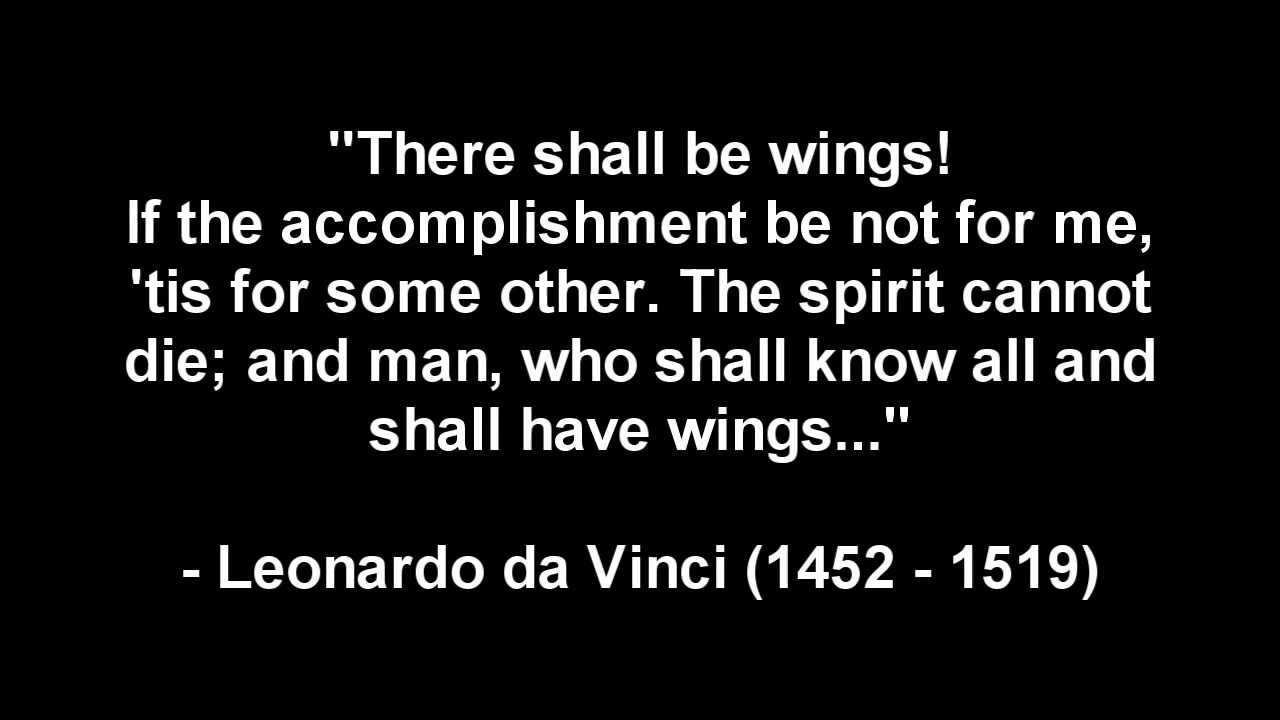 "There shall be wings!
If the accomplishment be not for me,
'tis for some other. The spirit cannot
die; and man, who shall know all and
shall have wings..."
- Leonardo da Vinci (1452 - 1519)